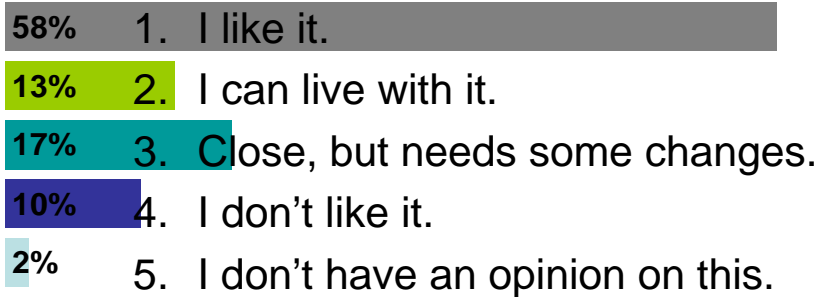 58% 1. I like it.
13% 2. I can live with it.
17% 3. Close, but needs some changes.
10% 4. I don’t like it.
2% 5. I don’t have an opinion on this.